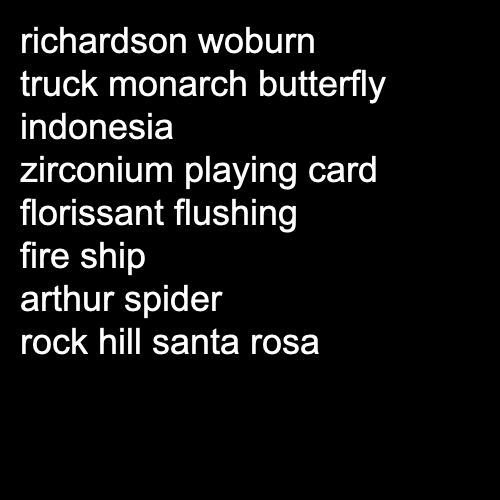 richardson woburn
truck monarch butterfly
indonesia
zirconium playing card
florissant flushing
fire ship
arthur spider
rock hill santa rosa